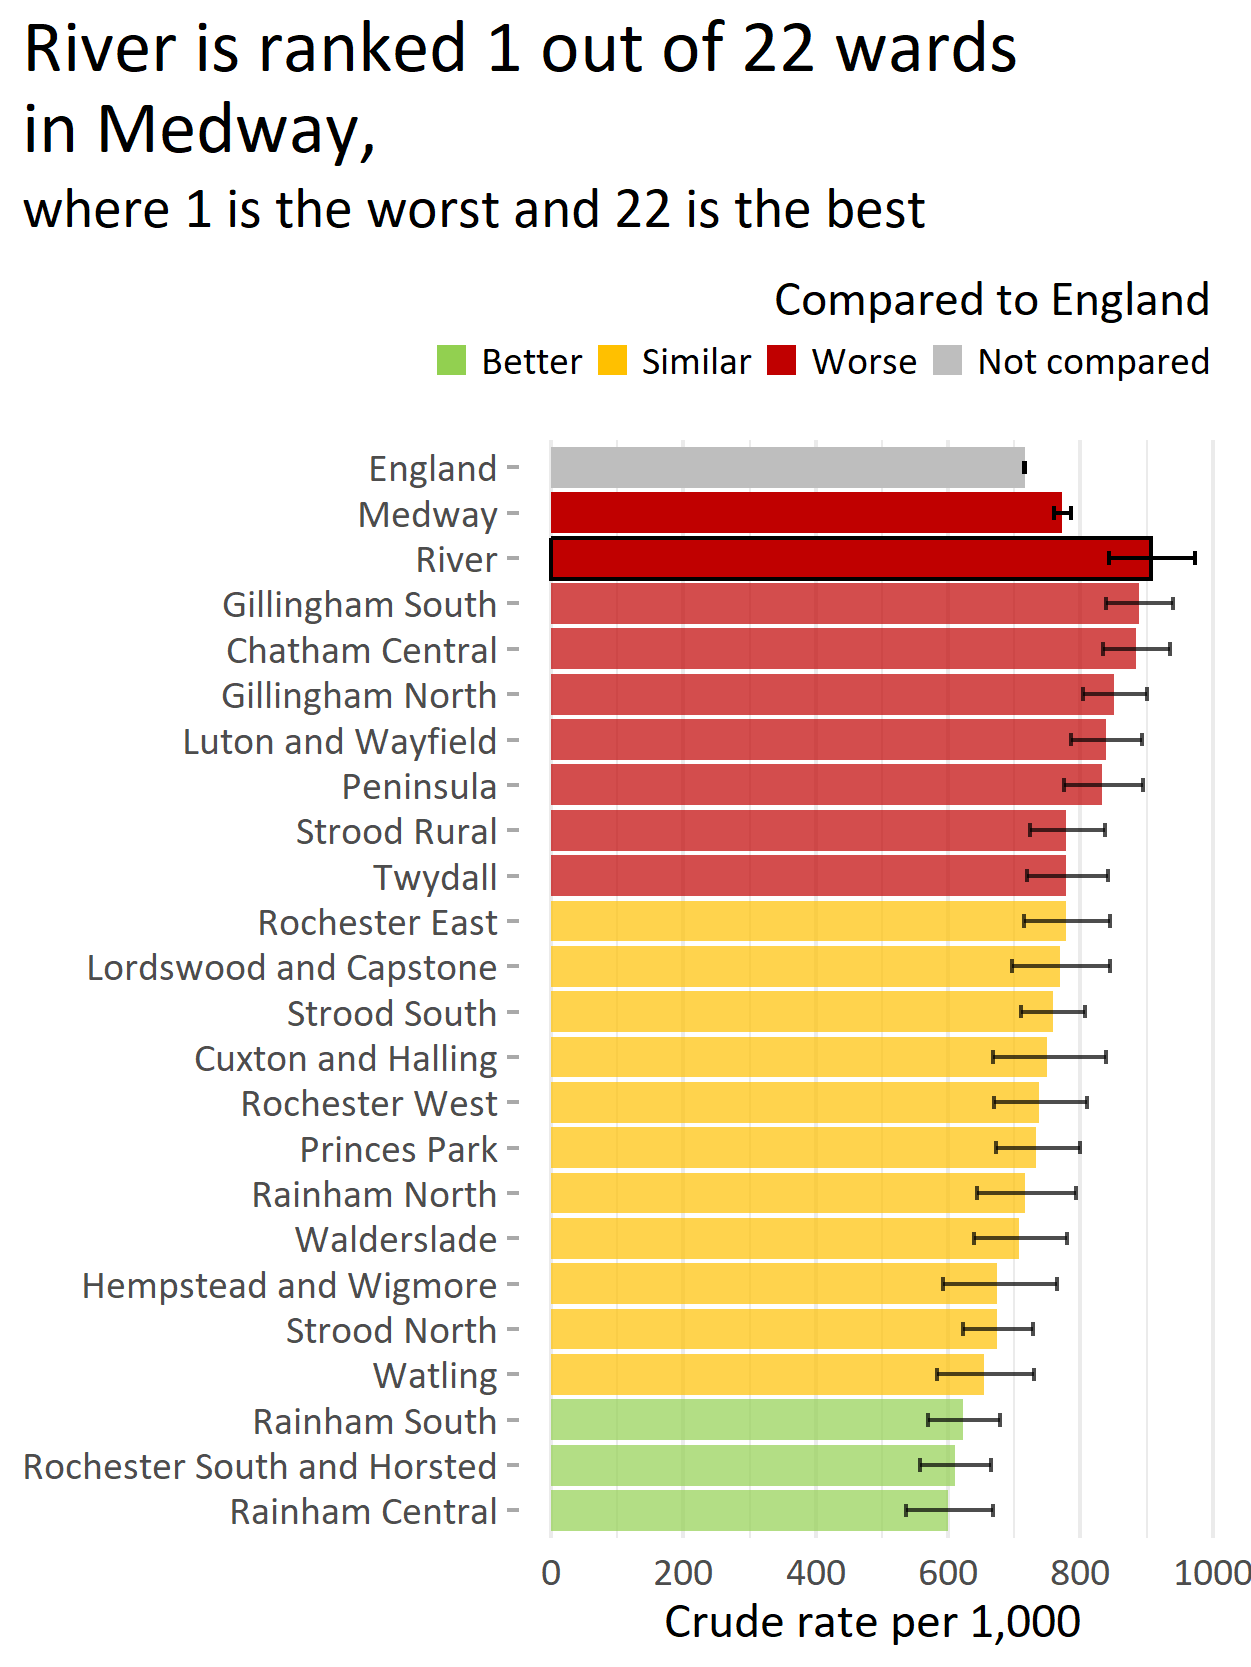 River is ranked 1 out of 22 wards
in Medway,
where 1 is the worst and 22 is the best
Compared to England
Better Similar Worse Not compared
England
Medway
River
Gillingham South
Chatham Central
Gillingham North
Luton and Wayfield
Peninsula
Strood Rural
Twydall
Rochester East
Lordswood and Capstone
Strood South
Cuxton and Halling
Rochester West
Princes Park
Rainham North
Walderslade
Hempstead and Wigmore
Strood North
Watling
Rainham South
Rochester South and Horsted
Rainham Central
0 200 400 600 800 1000
Crude rate per 1,000